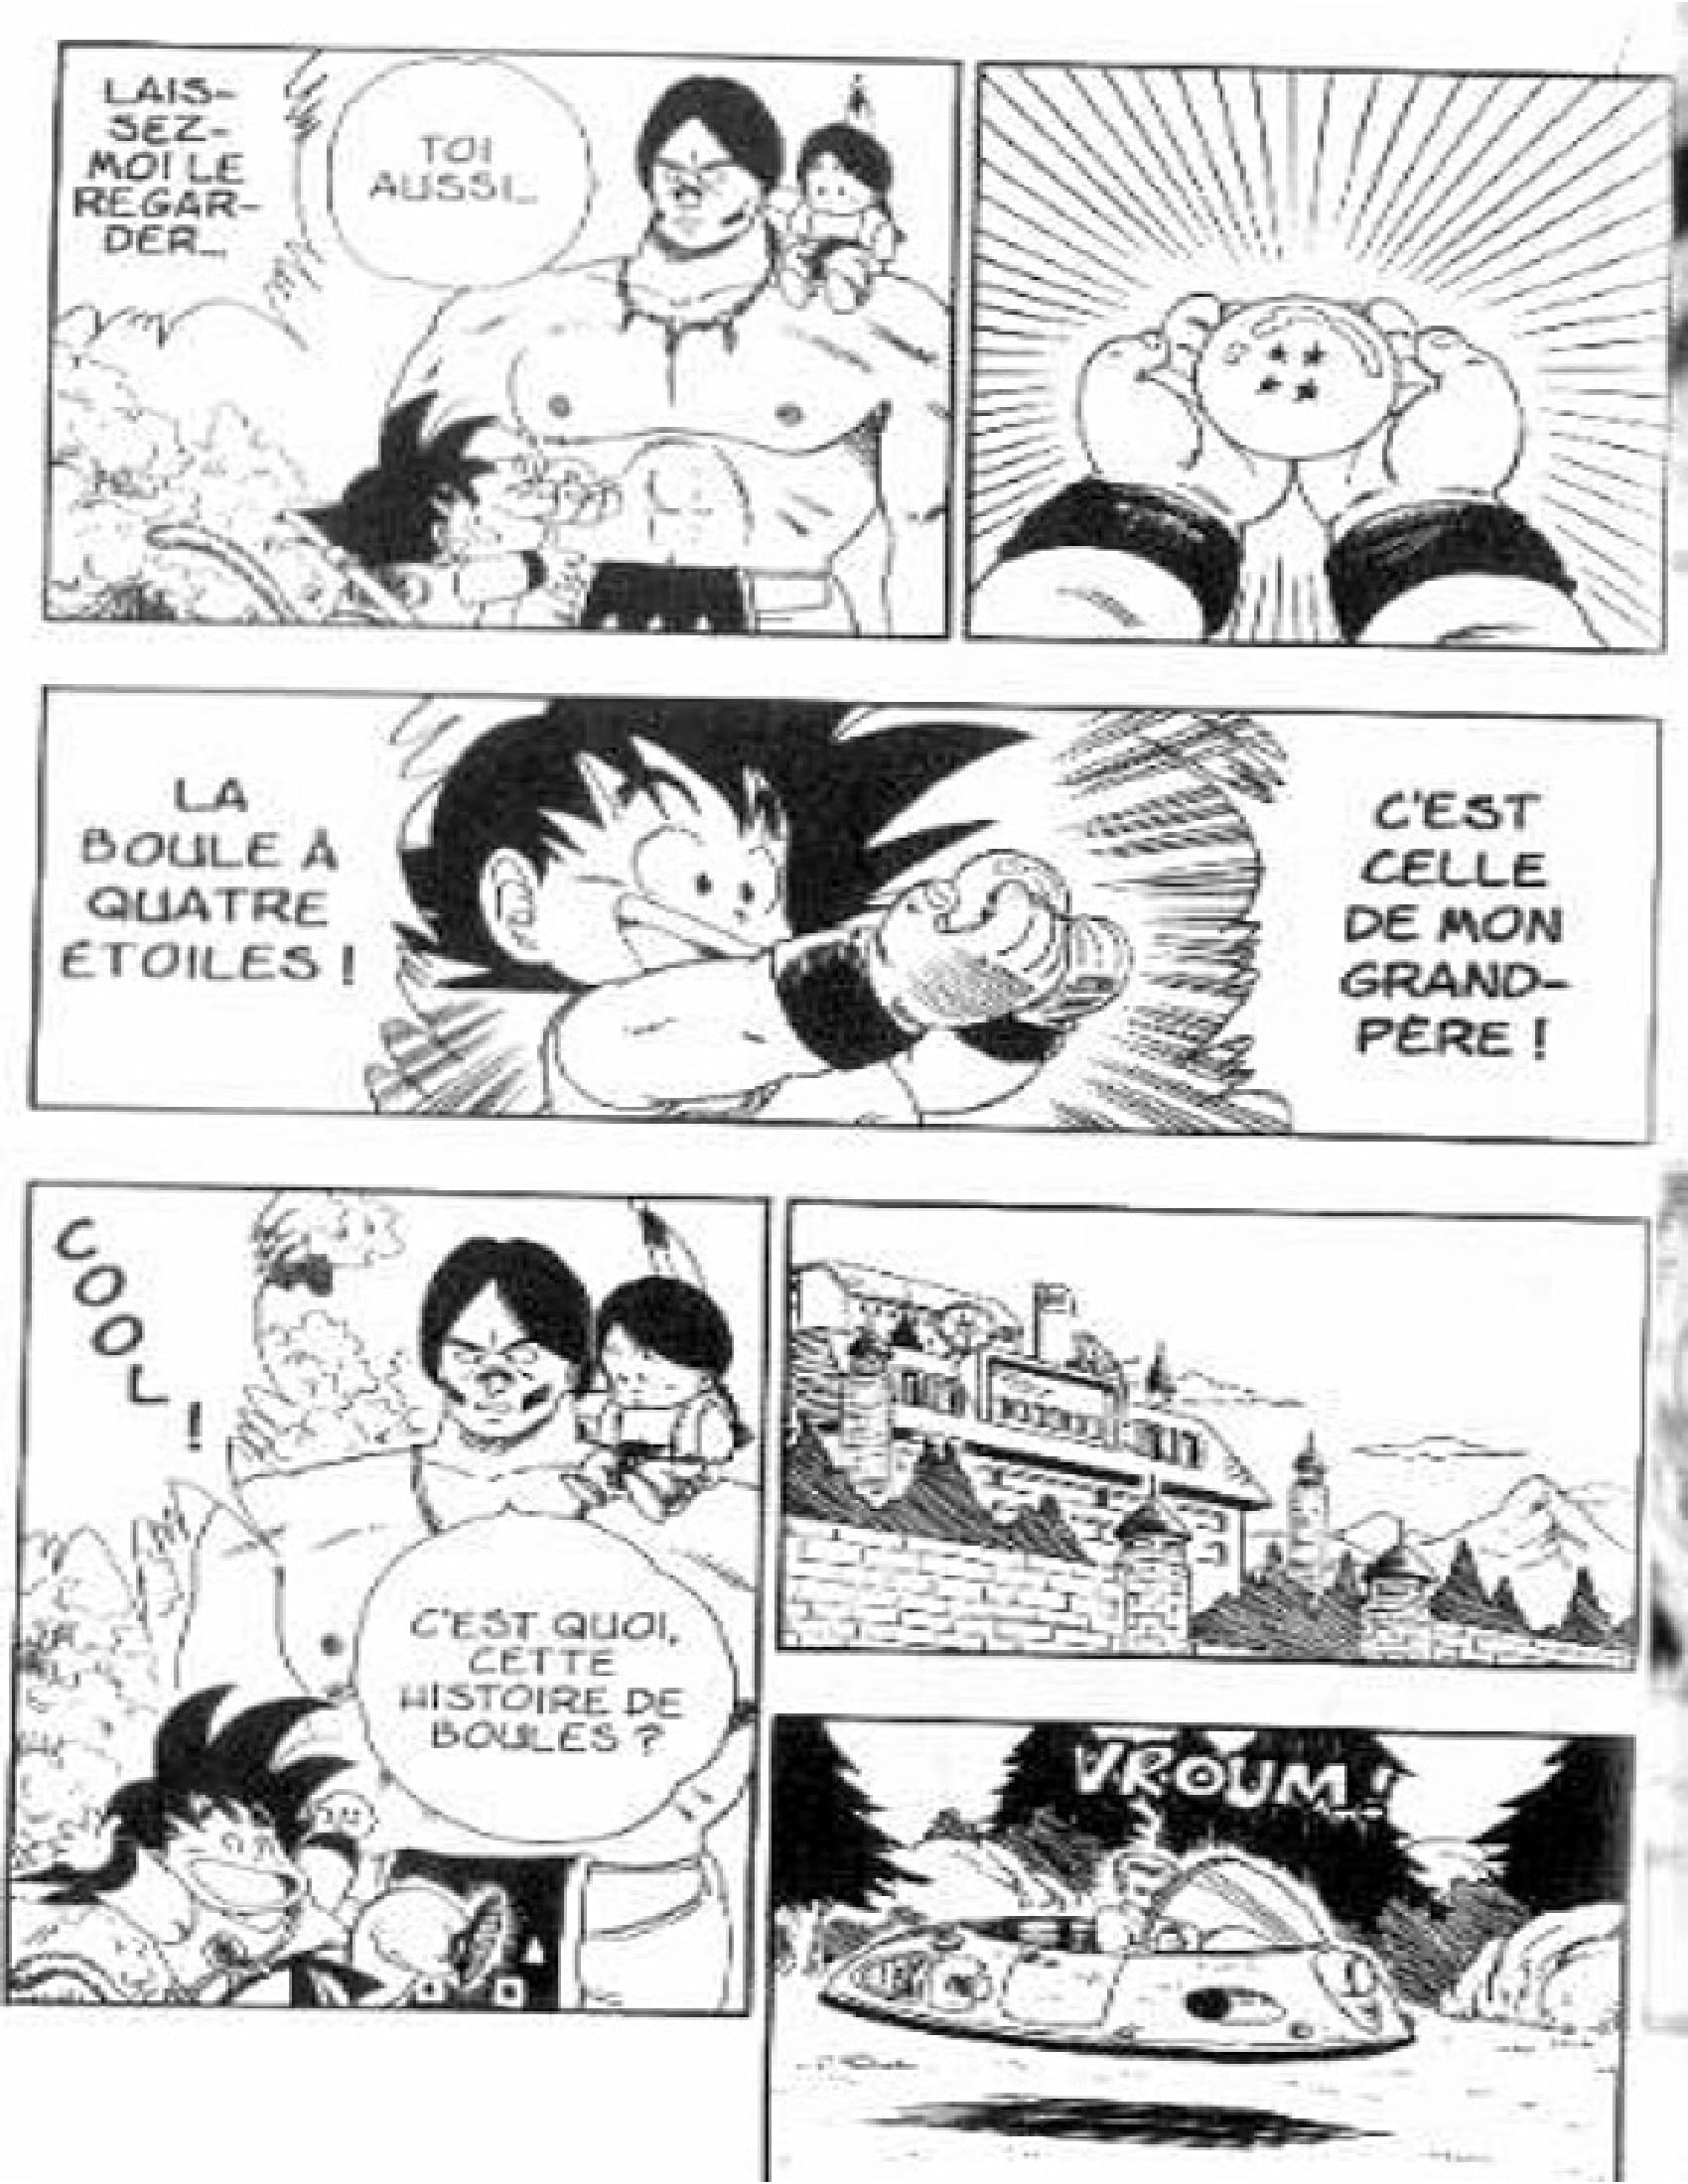 LAIS-
SEZ-
MOI LE
REGAR-
DER...
TOI
AUSSI...
LA
BOULE À
QUATRE
ÉTOILES !
C'EST
CELLE
DE MON
GRAND-
PÈRE !
COOL !
C'EST QUOI,
CETTE
HISTOIRE DE
BOULES ?
VROUM !